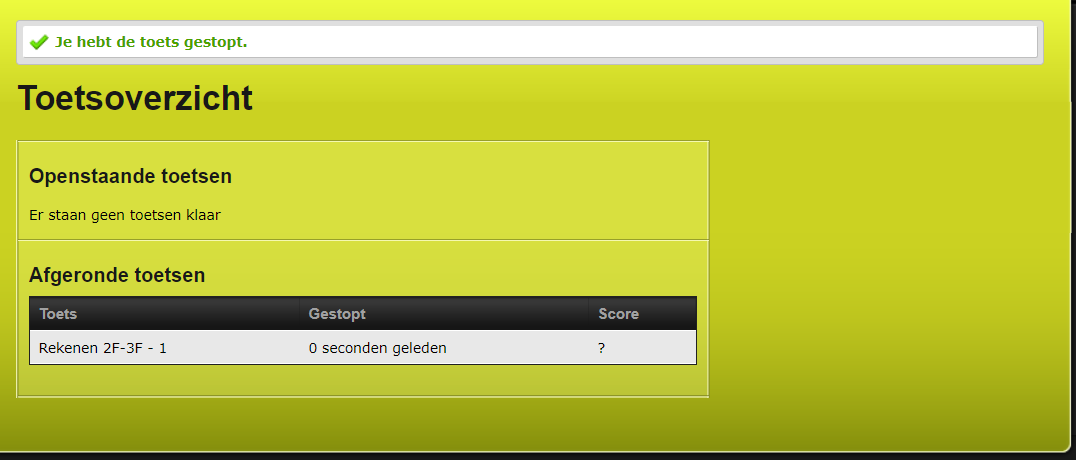 Je hebt de toets gestopt.
Toetsoverzicht
Openstaande toetsen
Er staan geen toetsen klaar
Afgeronde toetsen
Toets Gestopt Score
Rekenen 2F-3F - 1 0 seconden geleden ?